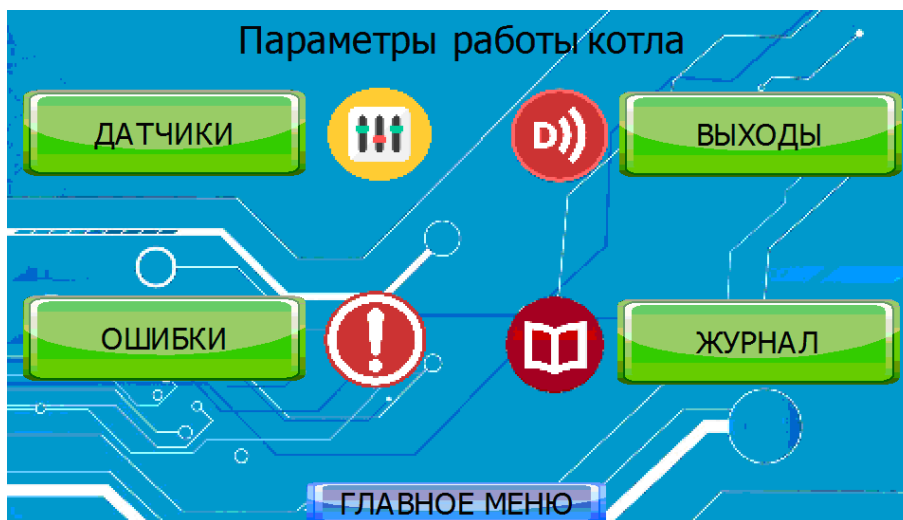 Параметры работы котла
ДАТЧИКИ
ВЫХОДЫ
ОШИБКИ
ЖУРНАЛ
ГЛАВНОЕ МЕНЮ